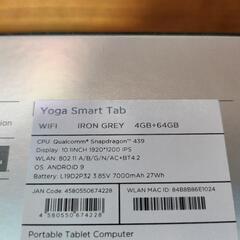 Yoga Smart Tab
WIFI IRON GREY 4GB+64GB
CPU: Qualcomm® Snapdragon™ 439
Display: 10.1INCH 1920*1200 IPS
WLAN: 802.11 A/B/G/N/AC+BT4.2
OS: ANDROID 9
Battery: L19D2P32 3.85V 7000mAh 27Wh
JAN Code: 4580550674228 WLAN MAC ID: 84B8B86E1024
4 580550 674228
Portable Tablet Computer